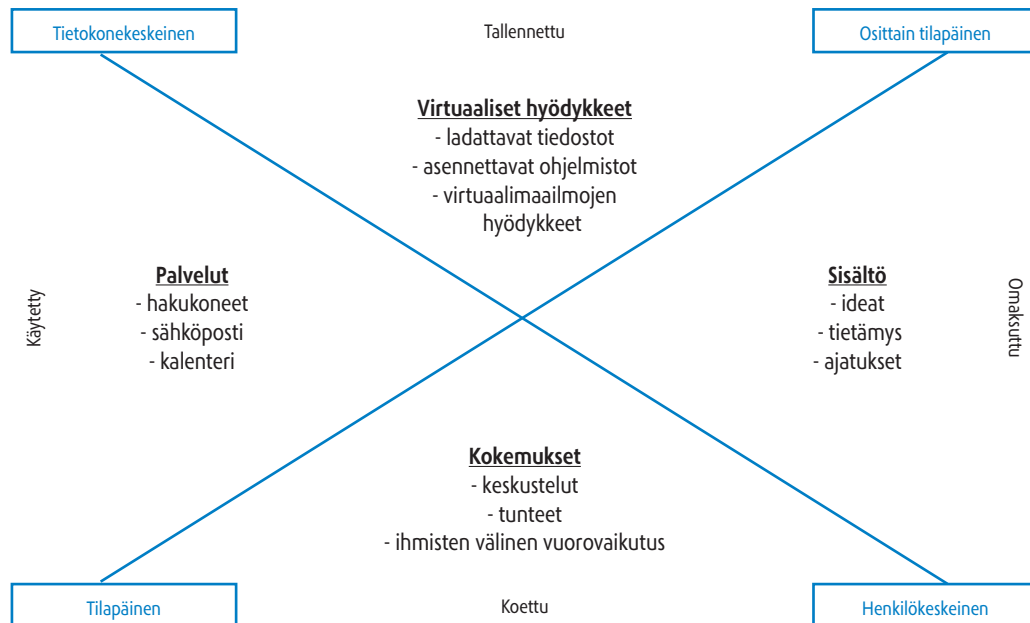 Tietokonekeskeinen
Tallennettu
Osittain tilapäinen
Virtuaaliset hyödykkeet
- ladattavat tiedostot
- asennettavat ohjelmistot
- virtuaalimaailmojen
hyödykkeet
Käytetty
Palvelut
- hakukoneet
- sähköposti
- kalenteri
Sisältö
- ideat
- tietämys
- ajatukset
Omaksuttu
Kokemukset
- keskustelut
- tunteet
- ihmisten välinen vuorovaikutus
Tilapäinen
Koettu
Henkilökeskeinen